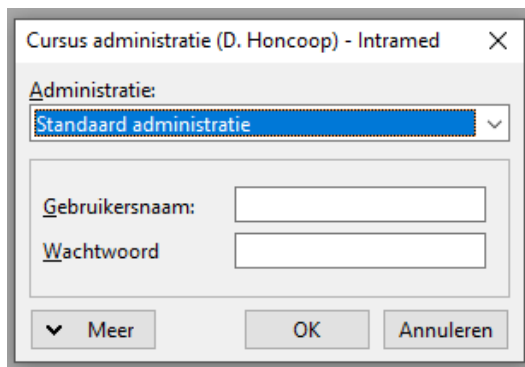 Cursus administratie (D. Honcoop) - Intramed
Administratie:
Standaard administratie
Gebruikersnaam:
Wachtwoord
Meer OK Annuleren